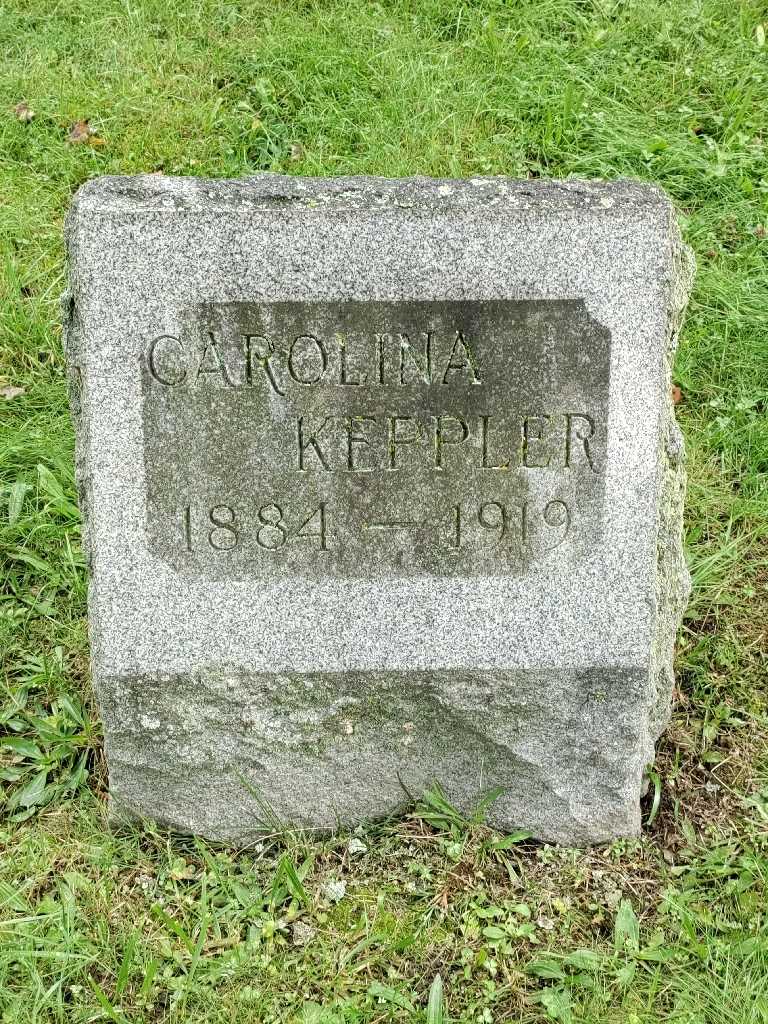 CAROLINA
KEPPLER
1884 — 1919